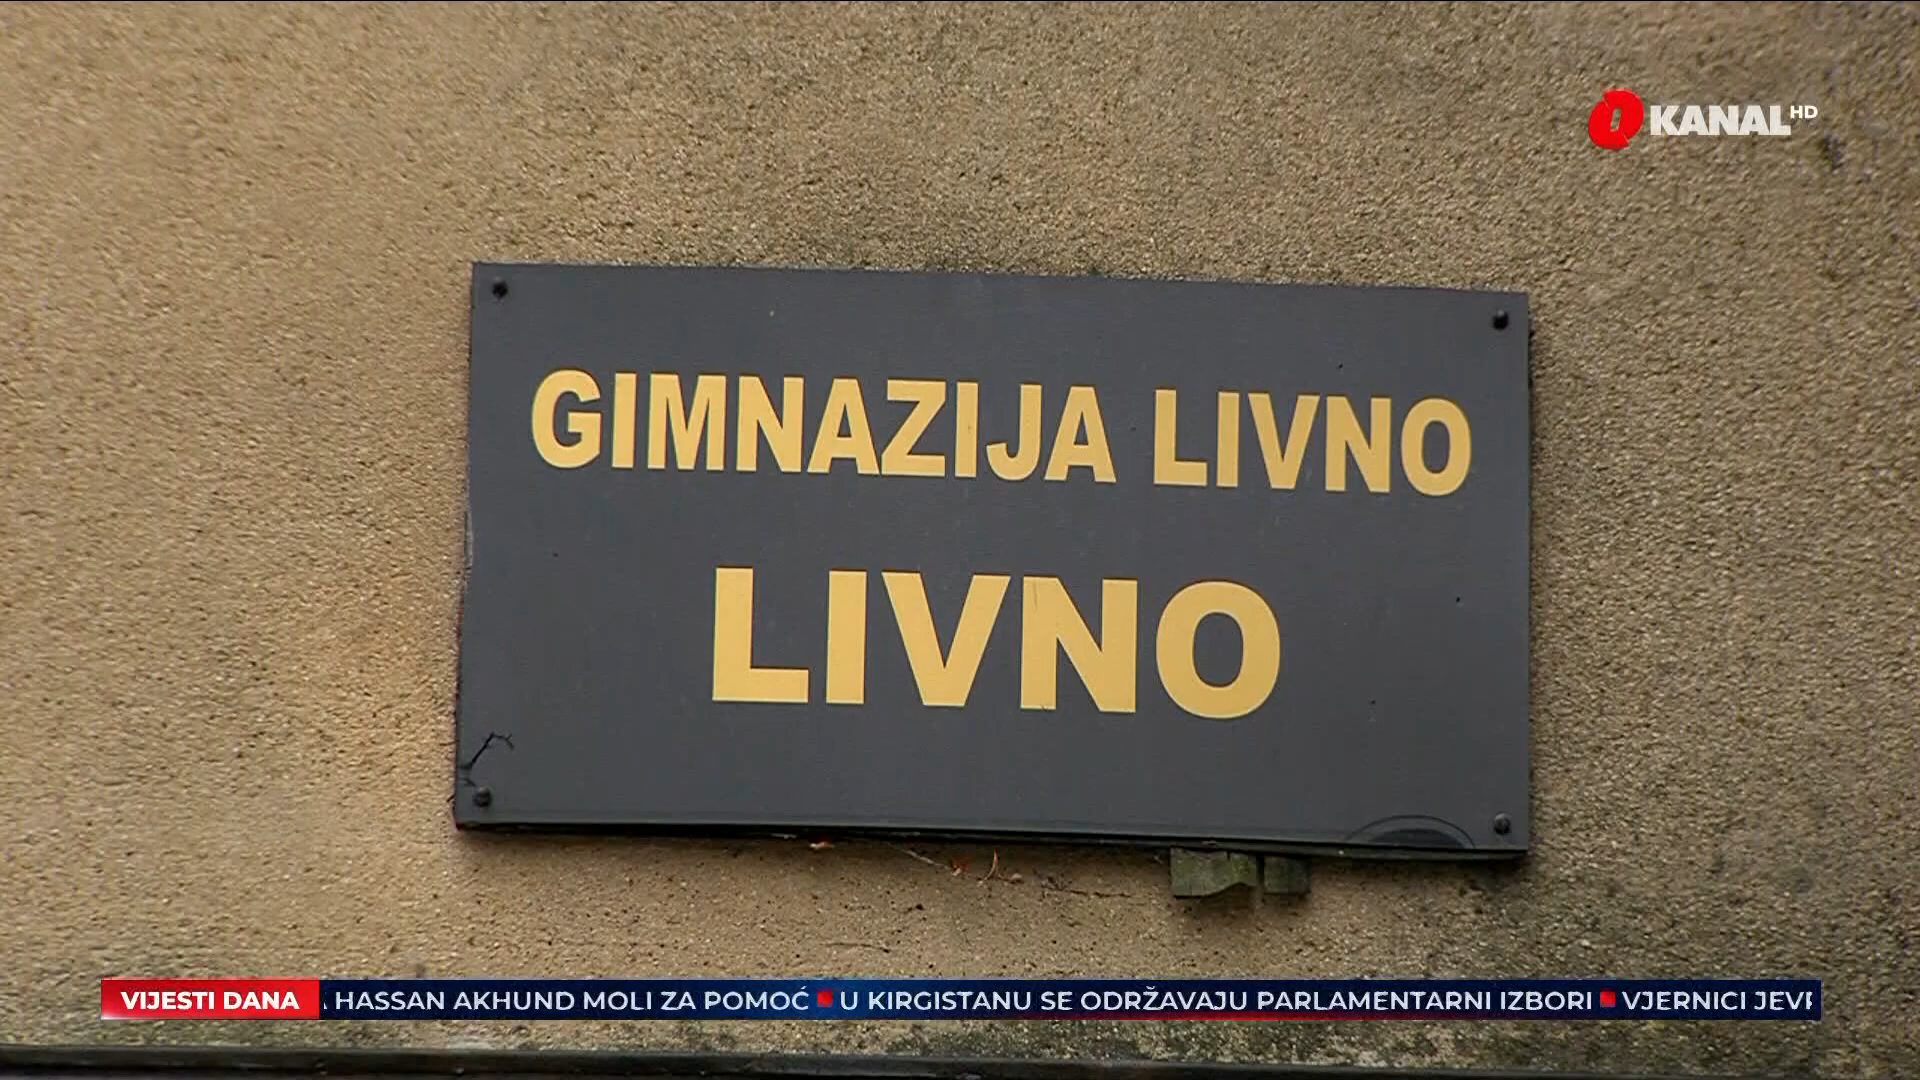 O KANAL HD
GIMNAZIJA LIVNO
LIVNO
VIJESTI DANA
HASSAN AKHUND MOLI ZA POMOĆ ■ U KIRGISTANU SE ODRŽAVAJU PARLAMENTARNI IZBORI ■ VJERNICI